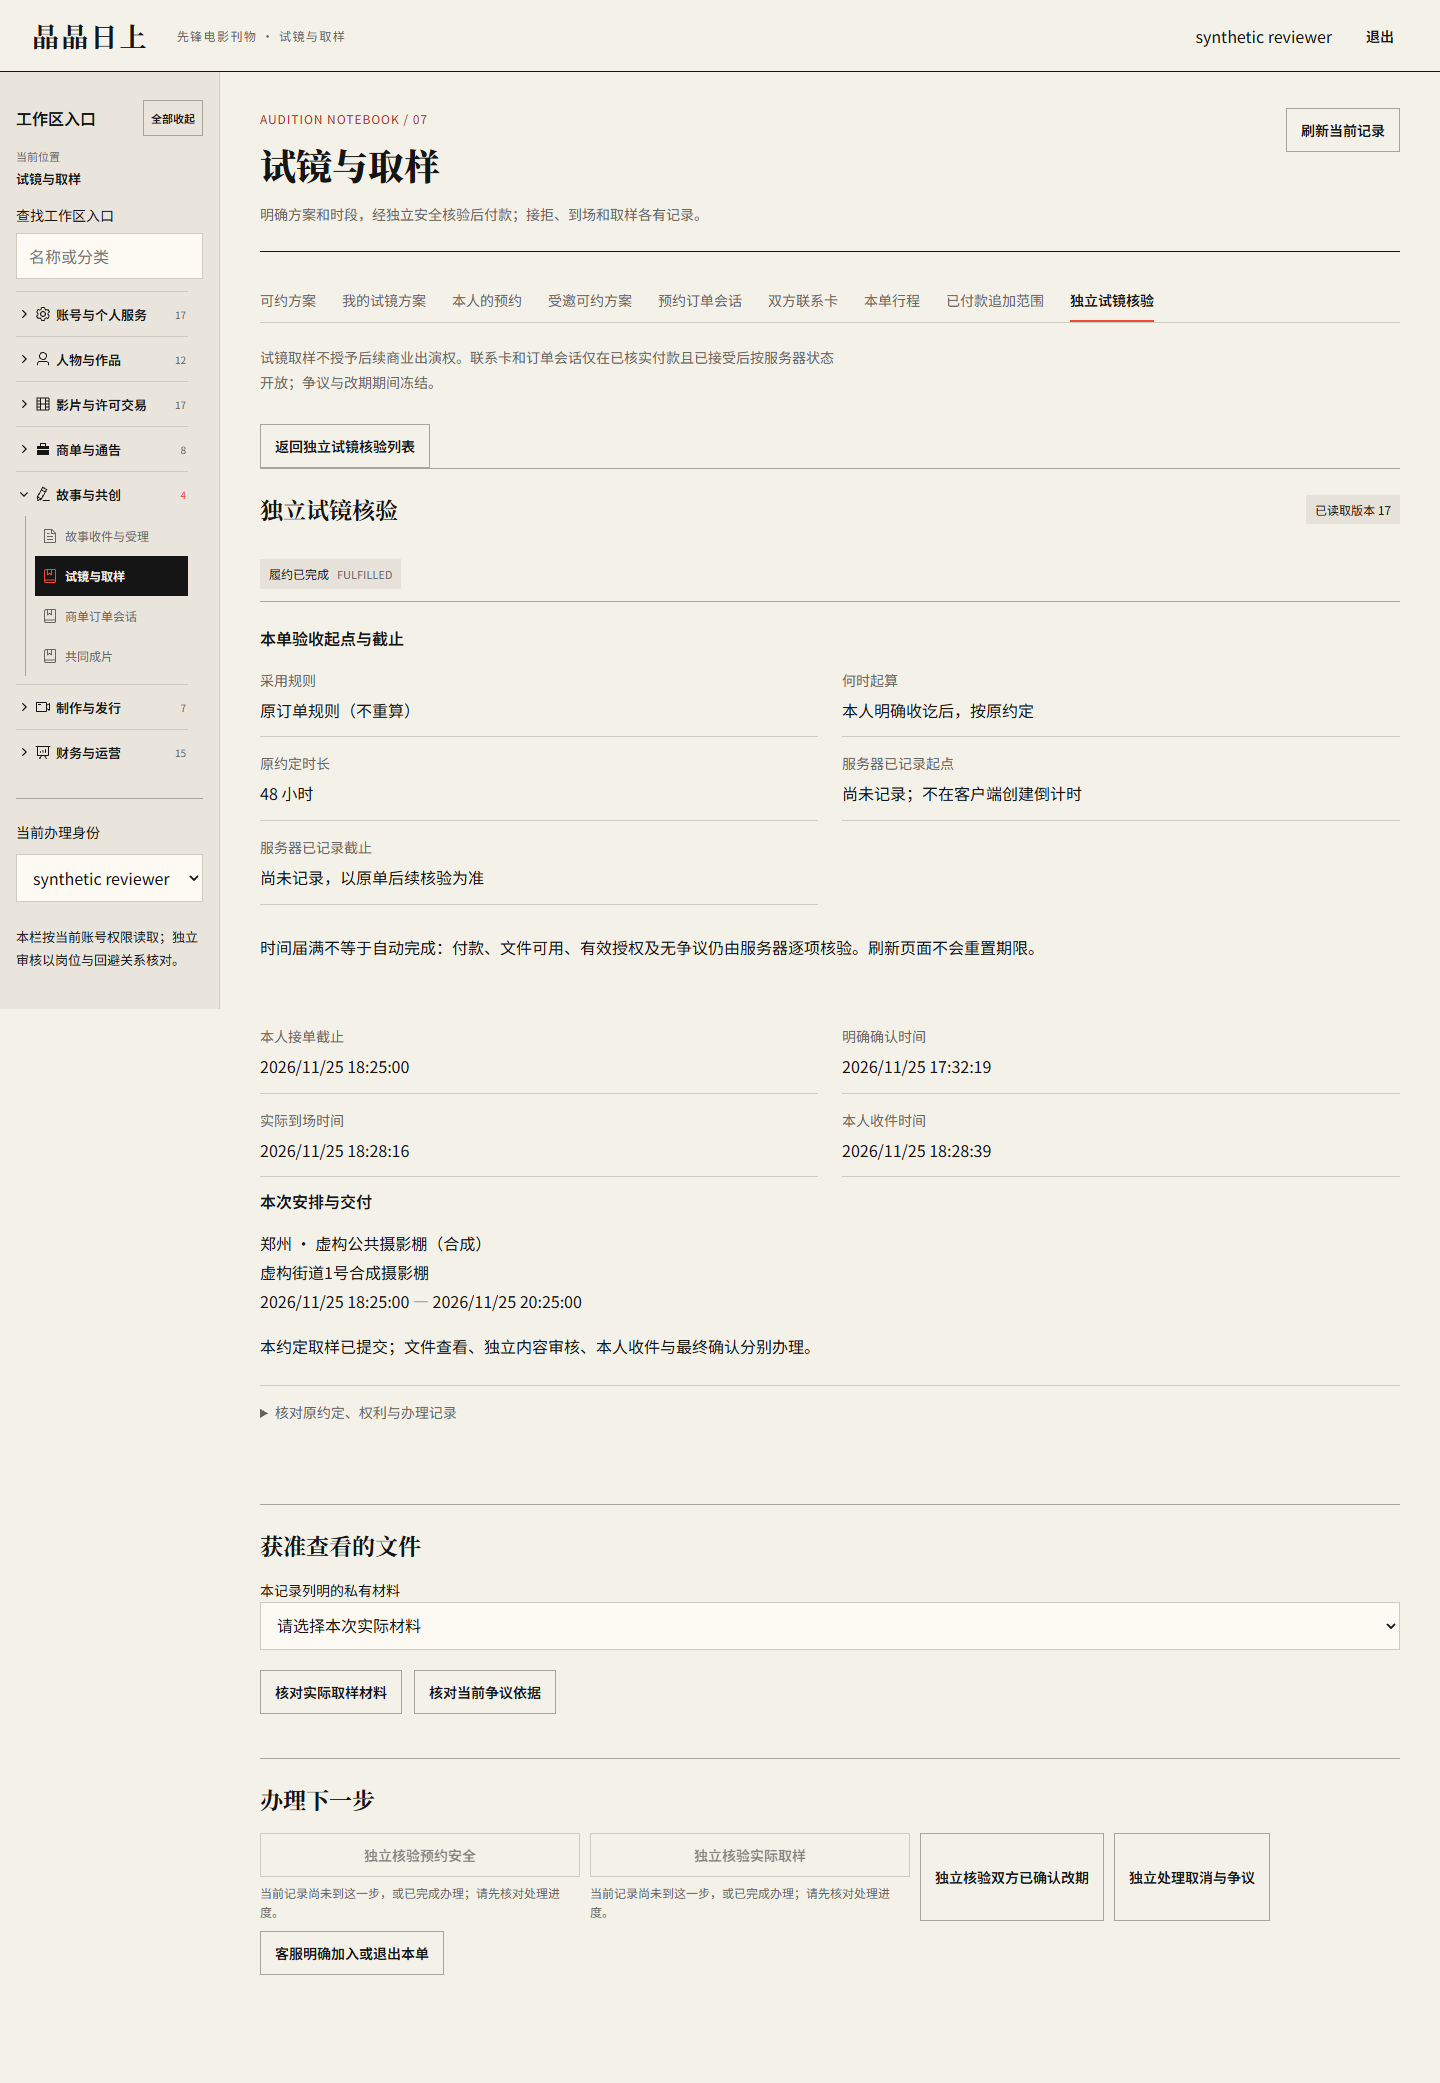 晶晶日上
先锋电影刊物 · 试镜与取样
synthetic reviewer
退出
工作区入口
全部收起
当前位置
试镜与取样
查找工作区入口
名称或分类
账号与个人服务 17
人物与作品 12
影片与许可交易 17
商单与通告 8
故事与共创 4
故事收件与受理
试镜与取样
商单订单会话
共同成片
制作与发行 7
财务与运营 15
当前办理身份
synthetic reviewer
本栏按当前账号权限读取；独立
审核以岗位与回避关系核对。
AUDITION NOTEBOOK / 07
试镜与取样
刷新当前记录
明确方案和时段，经独立安全核验后付款；接拒、到场和取样各有记录。
可约方案 我的试镜方案 本人的预约 受邀可约方案 预约订单会话 双方联系卡 本单行程 已付款追加范围 独立试镜核验
试镜取样不授予后续商业出演权。联系卡和订单会话仅在已核实付款且已接受后按服务器状态
开放；争议与改期期间冻结。
返回独立试镜核验列表
独立试镜核验
已读取版本 17
履约已完成 FULFILLED
本单验收起点与截止
采用规则
原订单规则（不重算）
何时起算
本人明确收讫后，按原约定
原约定时长
48 小时
服务器已记录起点
尚未记录；不在客户端创建倒计时
服务器已记录截止
尚未记录，以原单后续核验为准
时间届满不等于自动完成：付款、文件可用、有效授权及无争议仍由服务器逐项核验。刷新页面不会重置期限。
本人接单截止
2026/11/25 18:25:00
明确确认时间
2026/11/25 17:32:19
实际到场时间
2026/11/25 18:28:16
本人收件时间
2026/11/25 18:28:39
本次安排与交付
郑州 · 虚构公共摄影棚（合成）
虚构街道1号合成摄影棚
2026/11/25 18:25:00 — 2026/11/25 20:25:00
本约定取样已提交；文件查看、独立内容审核、本人收件与最终确认分别办理。
核对原约定、权利与办理记录
获准查看的文件
本记录列明的私有材料
请选择本次实际材料
核对实际取样材料
核对当前争议依据
办理下一步
独立核验预约安全
当前记录尚未到这一步，或已完成办理；请先核对处理进
度。
独立核验实际取样
当前记录尚未到这一步，或已完成办理；请先核对处理进
度。
独立核验双方已确认改期
独立处理取消与争议
客服明确加入或退出本单